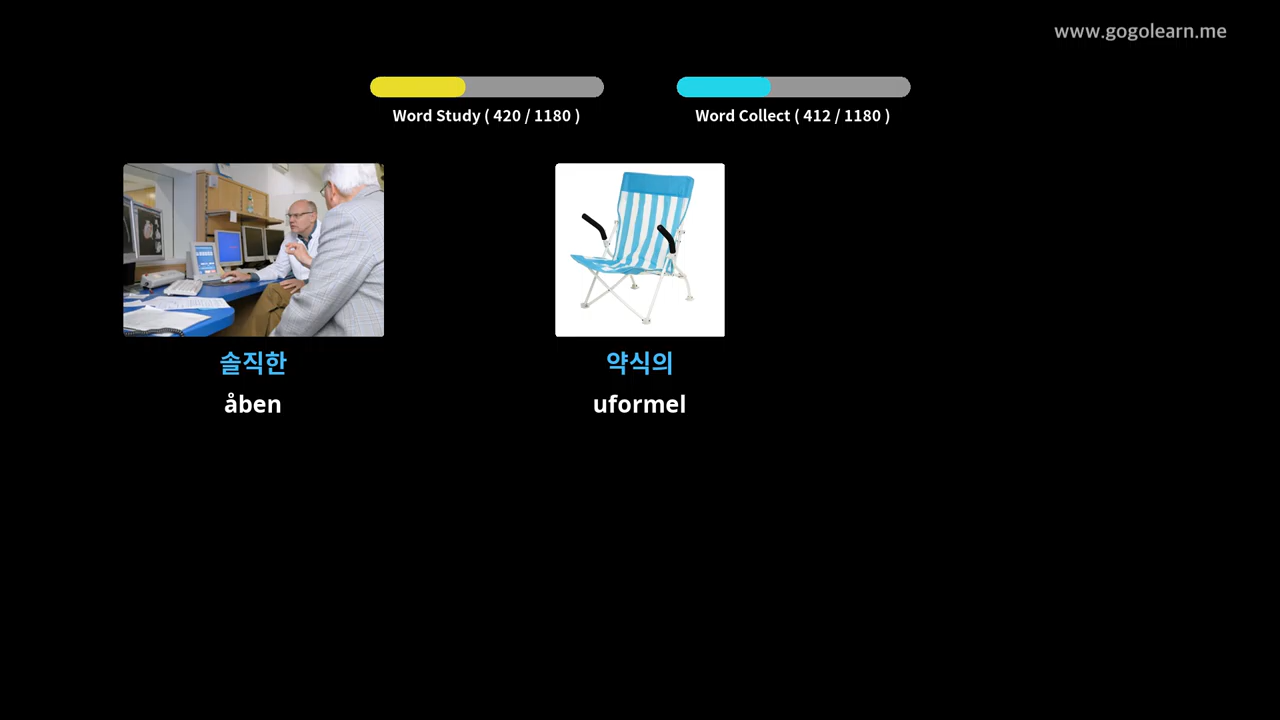 www.gogolearn.me
Word Study ( 420 / 1180 )
Word Collect ( 412 / 1180 )
솔직한
åben
약식의
uformel